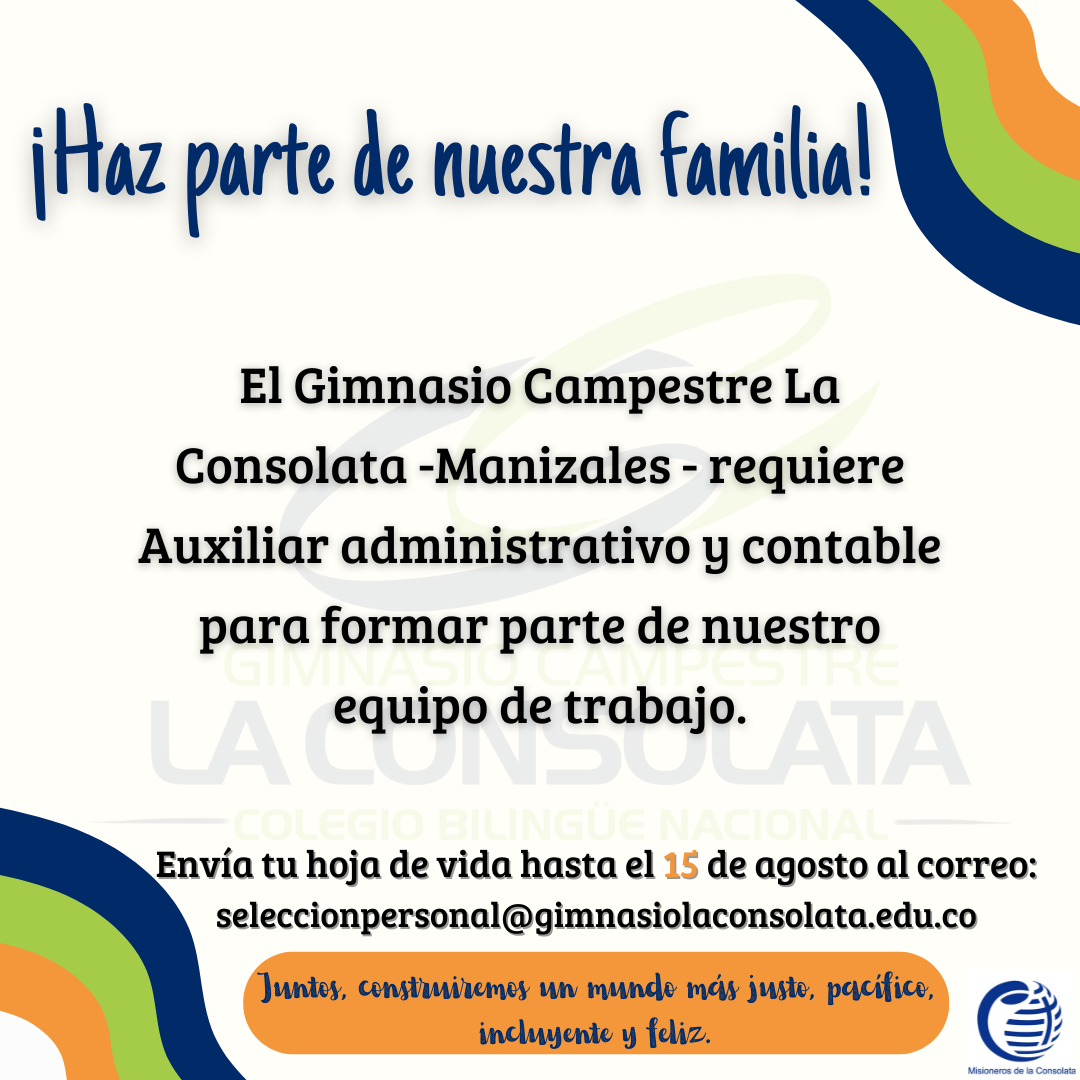 ¡Haz parte de nuestra familia!
El Gimnasio Campestre La
Consolata -Manizales - requiere
Auxiliar administrativo y contable
para formar parte de nuestro
equipo de trabajo.
GIMNASIO CAMPESTRE
LA CONSOLATA
COLEGIO BILINGÜE NACIONAL
Envía tu hoja de vida hasta el 15 de agosto al correo:
seleccionpersonal@gimnasiolaconsolata.edu.co
Juntos, construiremos un mundo más justo, pacífico,
incluyente y feliz.
Misioneros de la Consolata